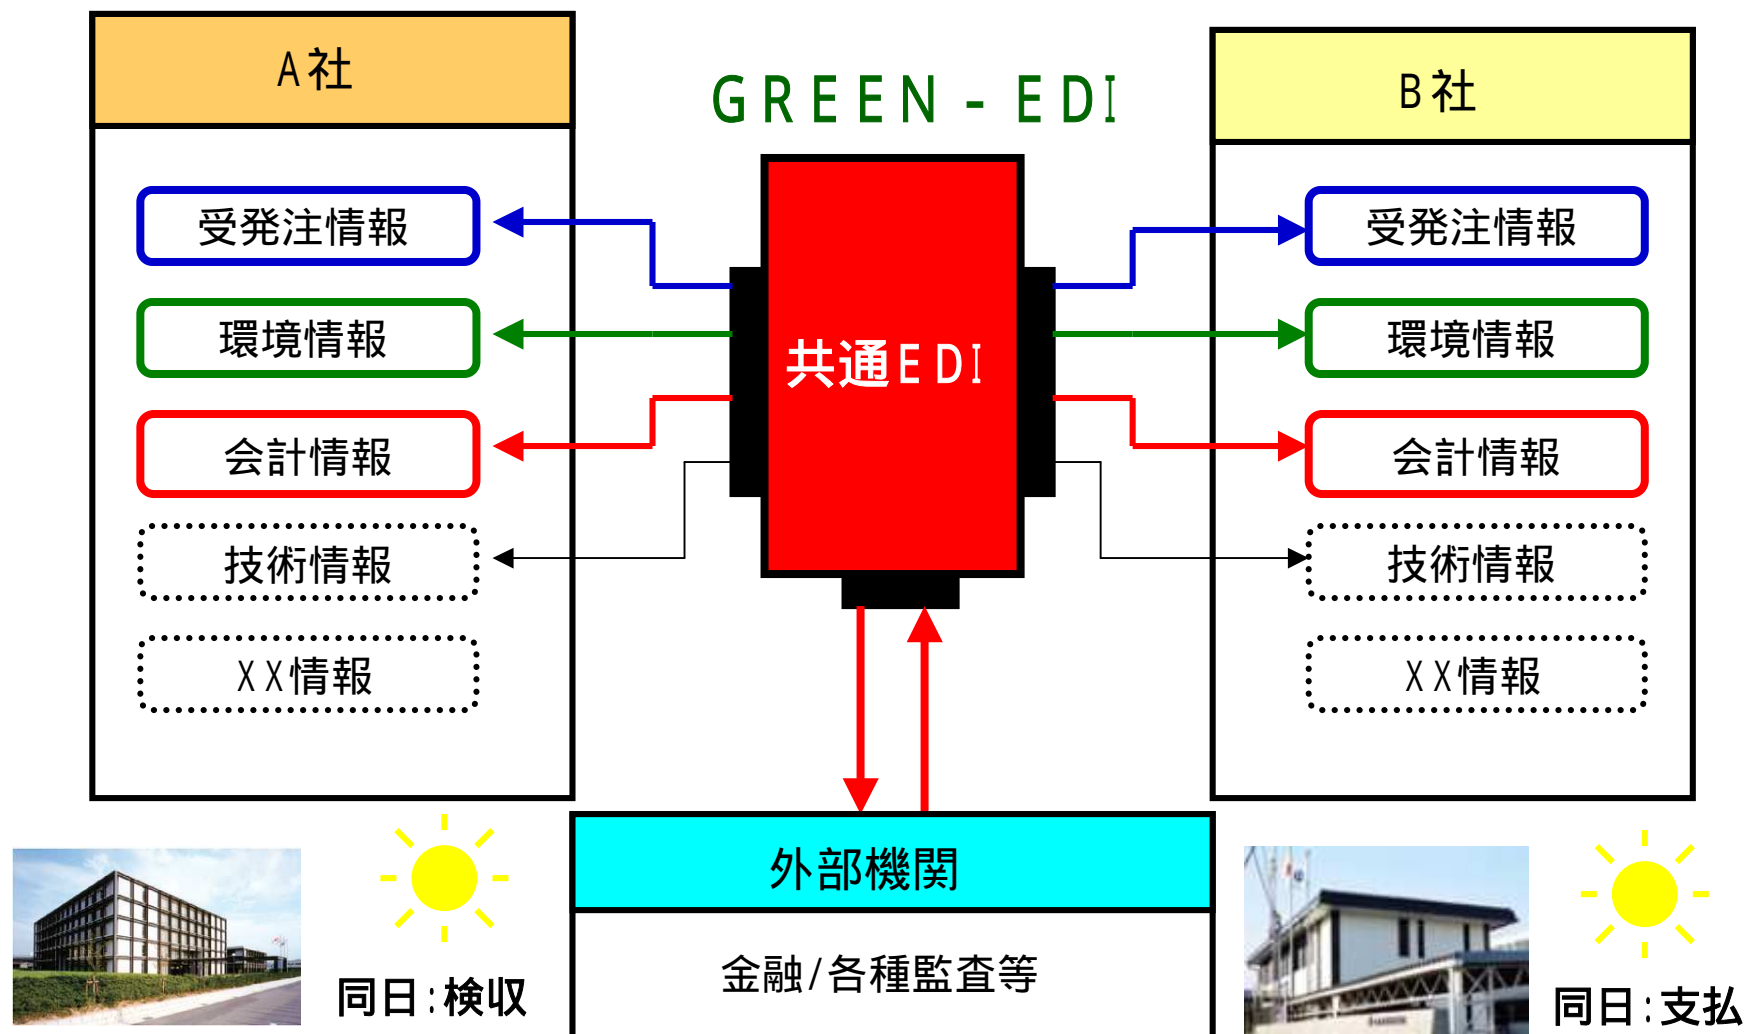 A社
GREEN-EDI
B社
受発注情報
受発注情報
環境情報
共通EDI
環境情報
会計情報
会計情報
技術情報
技術情報
XX情報
XX情報
外部機関
金融/各種監査等
同日:検収
同日:支払